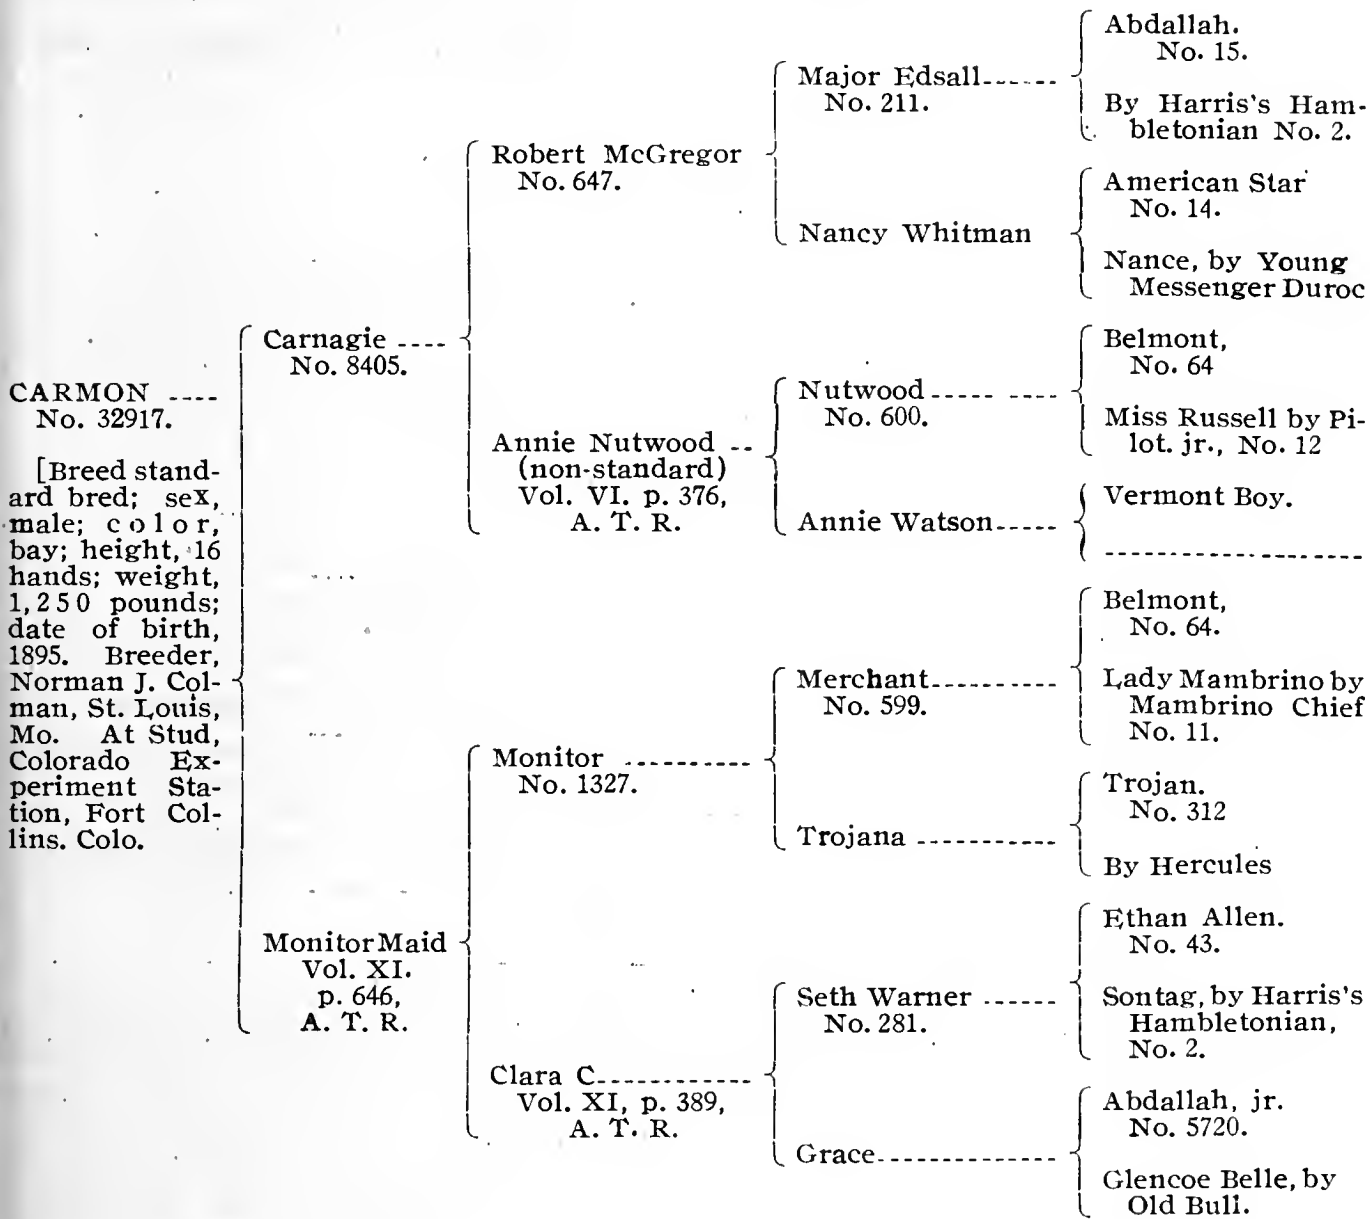 CARMON ----
No. 32917.
[Breed stand-
ard bred; sex,
male; color,
bay; height, 16
hands; weight,
1,250 pounds;
date of birth,
1895. Breeder,
Norman J. Col-
man, St. Louis,
Mo. At Stud,
Colorado Ex-
periment Sta-
tion, Fort Col-
lins. Colo.
Carnagie ----
No. 8405.
MonitorMaid
Vol. XI.
p. 646,
A. T. R.
Robert McGregor
No. 647.
Annie Nutwood --
(non-standard)
Vol. VI. p. 376,
A. T. R.
Monitor ----------
No. 1327.
Clara C------------
Vol. XI, p. 389,
A. T. R.
Major Edsall------
No. 211.
Nancy Whitman
Nutwood ----- ----
No. 600.
Annie Watson-----
Merchant----------
No. 599.
Trojana -----------
Seth Warner ------
No. 281.
Grace--------------
Abdallah.
No. 15.
By Harris's Ham-
bletonian No. 2.
American Star
No. 14.
Nance, by Young
Messenger Duroc
Belmont,
No. 64
Miss Russell by Pi-
lot. jr., No. 12
Vermont Boy.
--------------------
Belmont,
No. 64.
Lady Mambrino by
Mambrino Chief
No. 11.
Trojan.
No. 312
By Hercules
Ethan Allen.
No. 43.
Sontag, by Harris's
Hambletonian,
No. 2.
Abdallah, jr.
No. 5720.
Glencoe Belle, by
Old Bull.